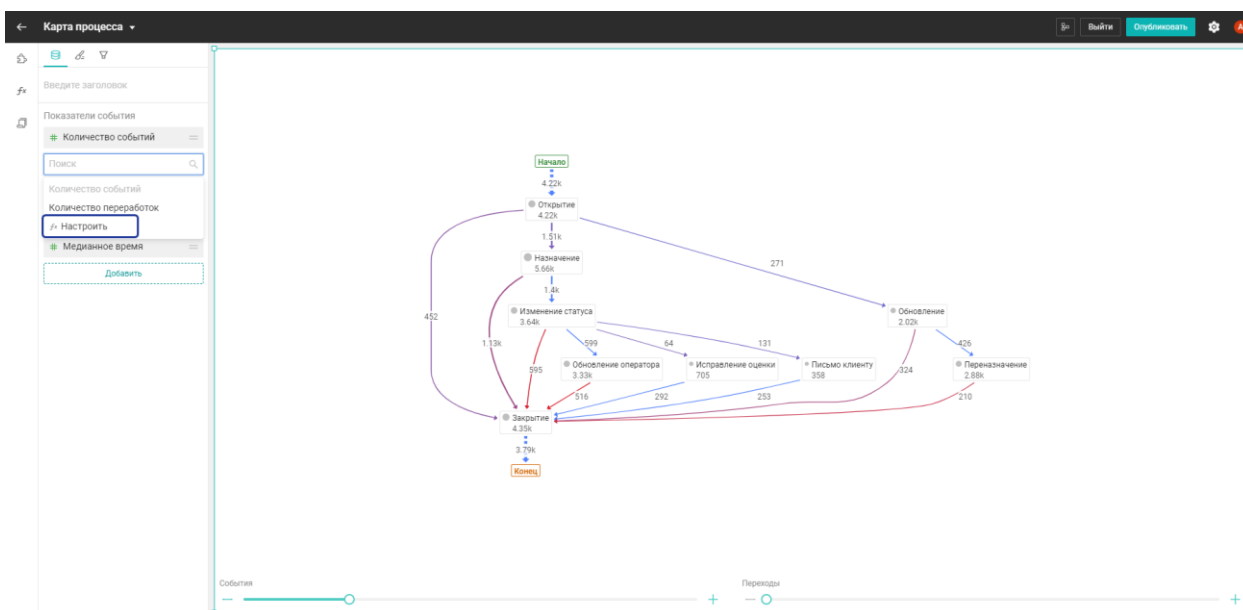 Карта процесса
Выйти
Опубликовать
Введите заголовок
Показатели события
# Количество событий
Поиск
Количество событий
Количество переработок
fx Настроить
# Медианное время
Добавить
Начало
4.22k
Открытие
4.22k
1.51k
271
Назначение
5.66k
1.4k
452
Изменение статуса
3.64k
Обновление
2.02k
1.13k
599
64
131
426
595
Обновление оператора
3.33k
Исправление оценки
705
Письмо клиенту
358
324
Переназначение
2.88k
516
292
253
210
Закрытие
4.35k
3.79k
Конец
События
Переходы